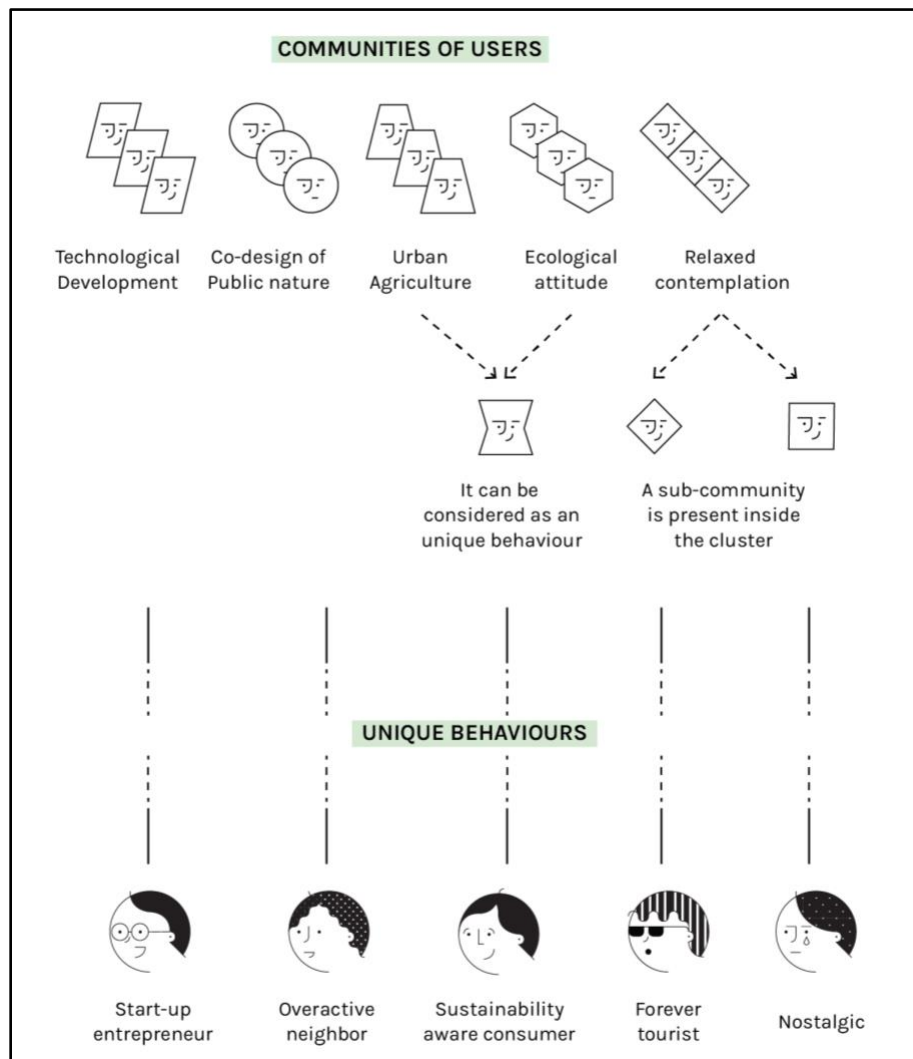 COMMUNITIES OF USERS
Technological
Development
Co-design of
Public nature
Urban
Agriculture
Ecological
attitude
Relaxed
contemplation
It can be
considered as an
unique behaviour
A sub-community
is present inside
the cluster
UNIQUE BEHAVIOURS
Start-up
entrepreneur
Overactive
neighbor
Sustainability
aware consumer
Forever
tourist
Nostalgic